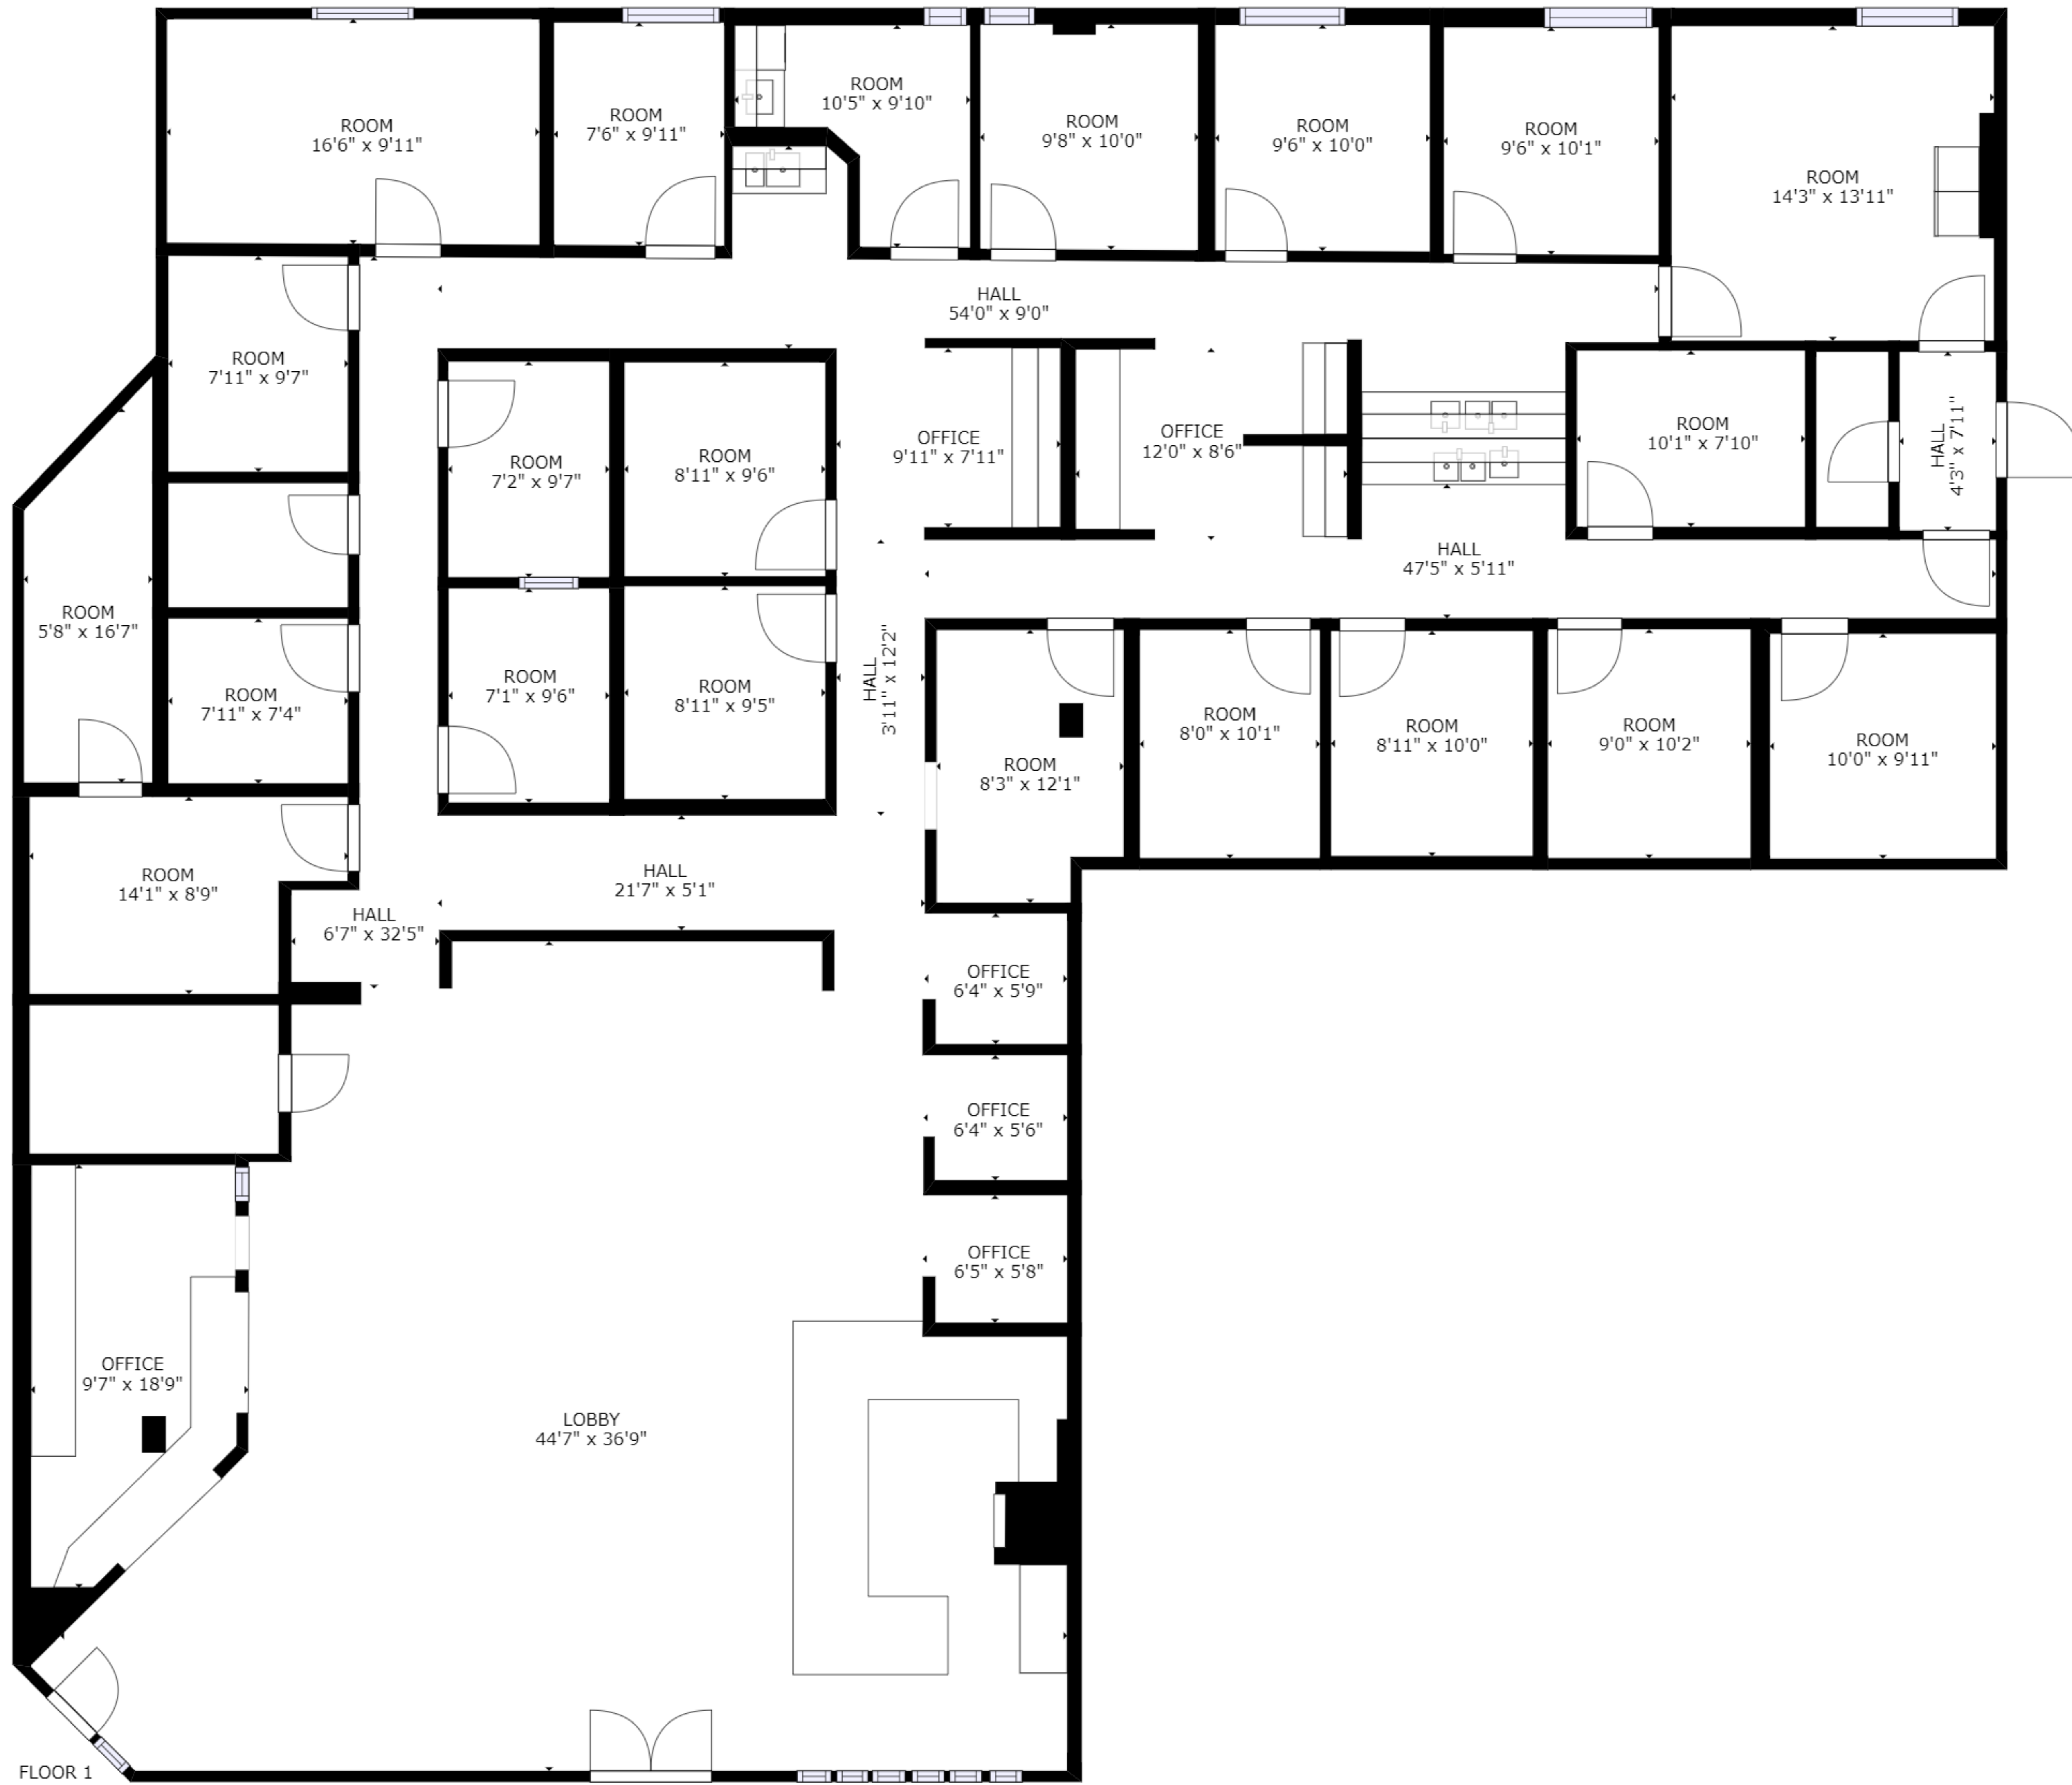 ROOM
16'6" x 9'11"
ROOM
7'6" x 9'11"
ROOM
10'5" x 9'10"
ROOM
9'8" x 10'0"
ROOM
9'6" x 10'0"
ROOM
9'6" x 10'1"
ROOM
14'3" x 13'11"
HALL
54'0" x 9'0"
ROOM
7'11" x 9'7"
ROOM
7'2" x 9'7"
ROOM
8'11" x 9'6"
OFFICE
9'11" x 7'11"
OFFICE
12'0" x 8'6"
ROOM
10'1" x 7'10"
HALL
4'3" x 7'11"
HALL
47'5" x 5'11"
ROOM
5'8" x 16'7"
ROOM
7'11" x 7'4"
ROOM
7'1" x 9'6"
ROOM
8'11" x 9'5"
HALL
3'11" x 12'2"
ROOM
8'3" x 12'1"
ROOM
8'0" x 10'1"
ROOM
8'11" x 10'0"
ROOM
9'0" x 10'2"
ROOM
10'0" x 9'11"
ROOM
14'1" x 8'9"
HALL
6'7" x 32'5"
HALL
21'7" x 5'1"
OFFICE
6'4" x 5'9"
OFFICE
6'4" x 5'6"
OFFICE
6'5" x 5'8"
OFFICE
9'7" x 18'9"
LOBBY
44'7" x 36'9"
FLOOR 1